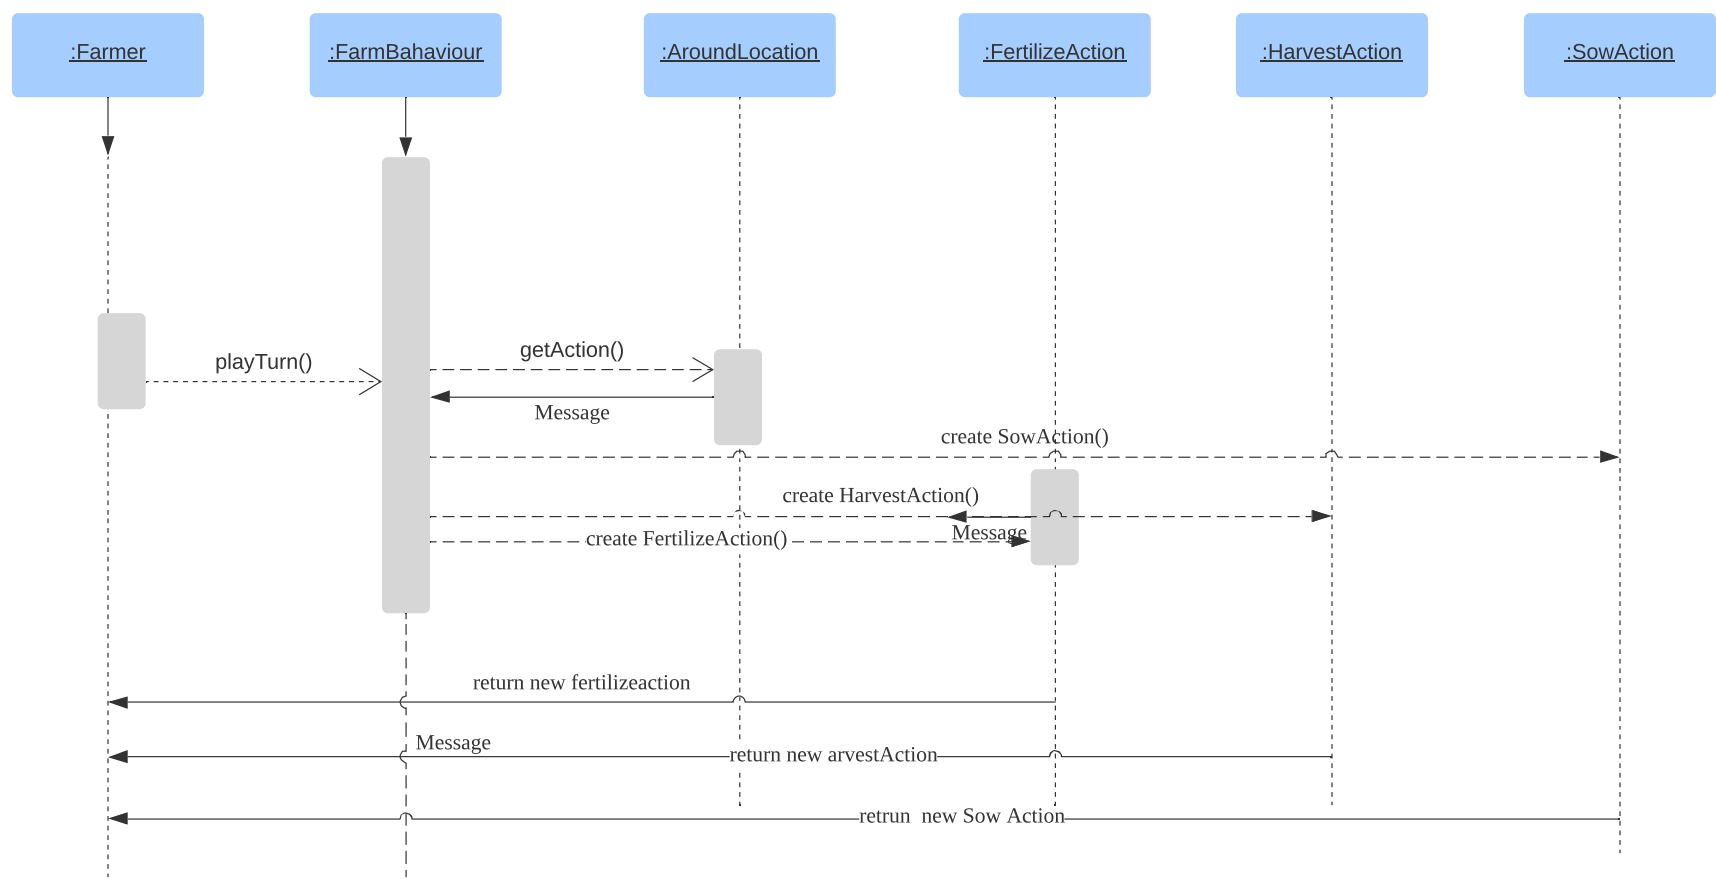 :Farmer
:FarmBahaviour
:AroundLocation
:FertilizeAction
:HarvestAction
:SowAction
getAction()
playTurn()
Message
create SowAction()
create HarvestAction()
Message
create FertilizeAction()
return new fertilizeaction
Message
return new arvestAction
retrun  new Sow Action